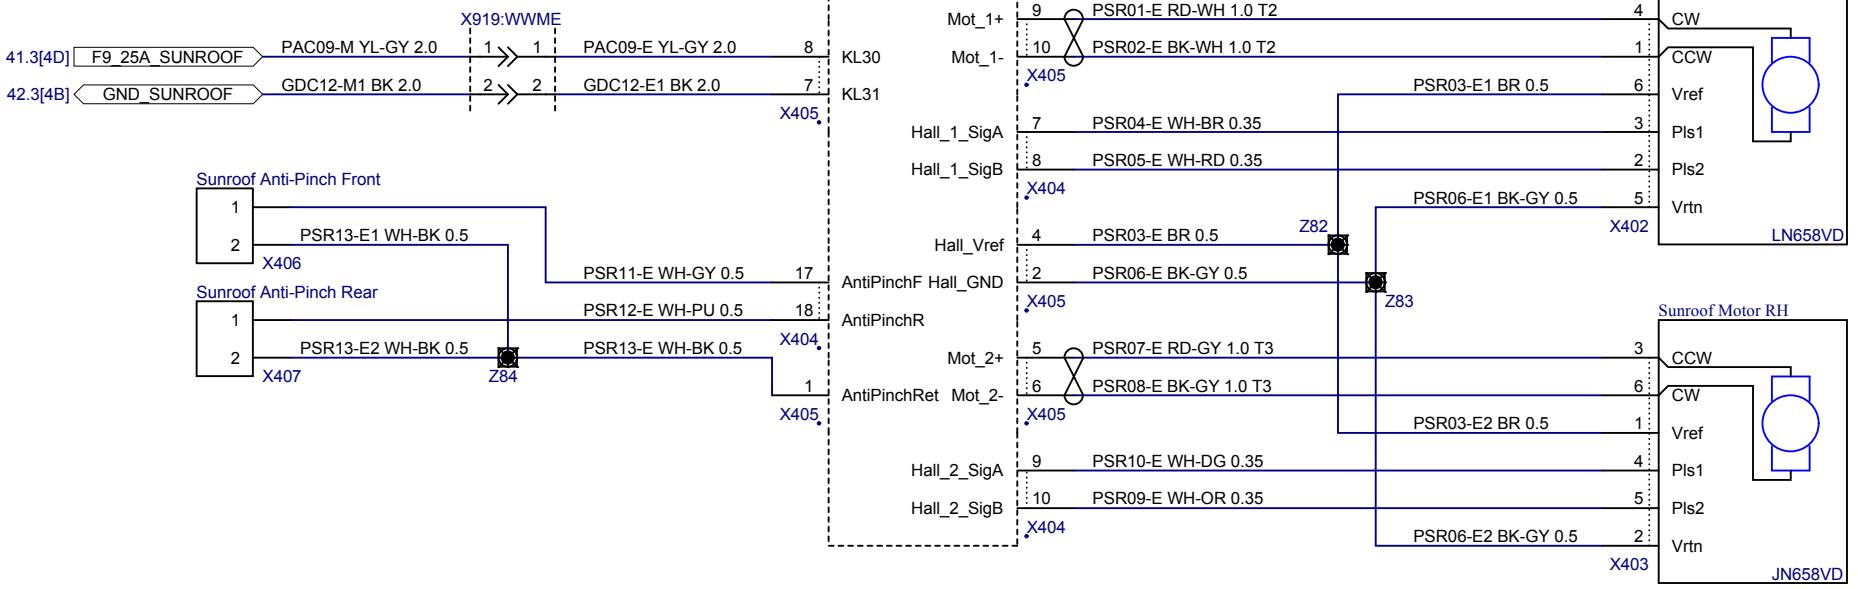 X919:WWME
41.3[4D] F9_25A_SUNROOF PAC09-M YL-GY 2.0 1 1 PAC09-E YL-GY 2.0 8 KL30
42.3[4B] GND_SUNROOF GDC12-M1 BK 2.0 2 2 GDC12-E1 BK 2.0 7 KL31
X405
Sunroof Anti-Pinch Front
1
2 PSR13-E1 WH-BK 0.5
X406
PSR11-E WH-GY 0.5 17 AntiPinchF
Sunroof Anti-Pinch Rear
1 PSR12-E WH-PU 0.5 18 AntiPinchR
X404
2 PSR13-E2 WH-BK 0.5 PSR13-E WH-BK 0.5
X407 Z84
1 AntiPinchRet
X405
Mot_1+ 9 PSR01-E RD-WH 1.0 T2 4 CW
Mot_1- 10 PSR02-E BK-WH 1.0 T2 1 CCW
X405
PSR03-E1 BR 0.5 6 Vref
Hall_1_SigA 7 PSR04-E WH-BR 0.35 3 Pls1
Hall_1_SigB 8 PSR05-E WH-RD 0.35 2 Pls2
X404
PSR06-E1 BK-GY 0.5 5 Vrtn
X402
LN658VD
Z82
Hall_Vref 4 PSR03-E BR 0.5
Hall_GND 2 PSR06-E BK-GY 0.5
X405
Z83
Sunroof Motor RH
Mot_2+ 5 PSR07-E RD-GY 1.0 T3 3 CCW
Mot_2- 6 PSR08-E BK-GY 1.0 T3 6 CW
X405
PSR03-E2 BR 0.5 1 Vref
Hall_2_SigA 9 PSR10-E WH-DG 0.35 4 Pls1
Hall_2_SigB 10 PSR09-E WH-OR 0.35 5 Pls2
X404
PSR06-E2 BK-GY 0.5 2 Vrtn
X403
JN658VD